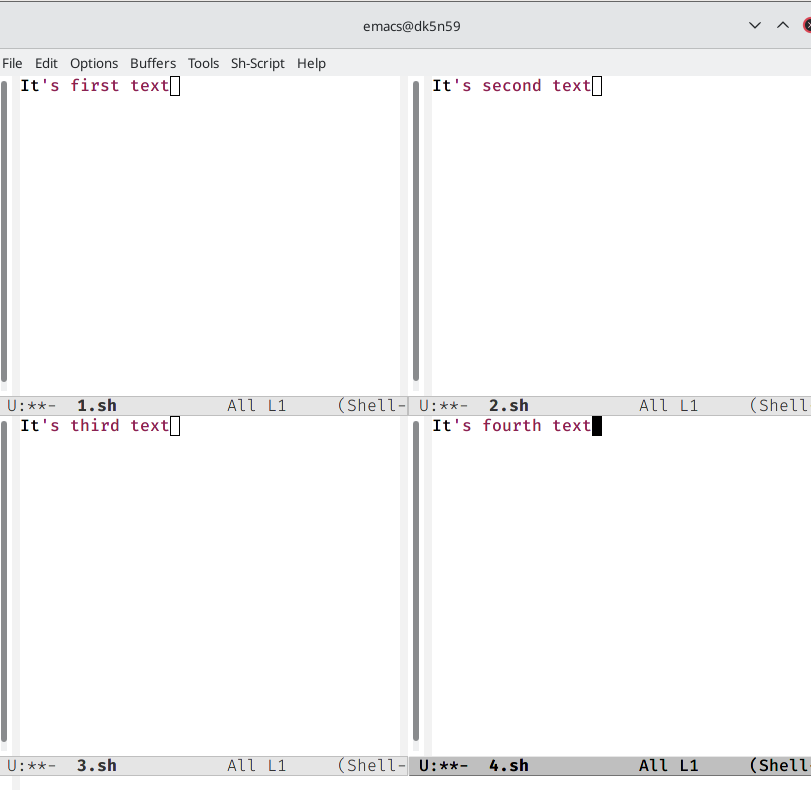 emacs@dk5n59
File Edit Options Buffers Tools Sh-Script Help
It's first text
It's second text
U:**- 1.sh All L1 (Shell-
U:**- 2.sh All L1 (Shell
It's third text
It's fourth text
U:**- 3.sh All L1 (Shell-
U:**- 4.sh All L1 (Shell